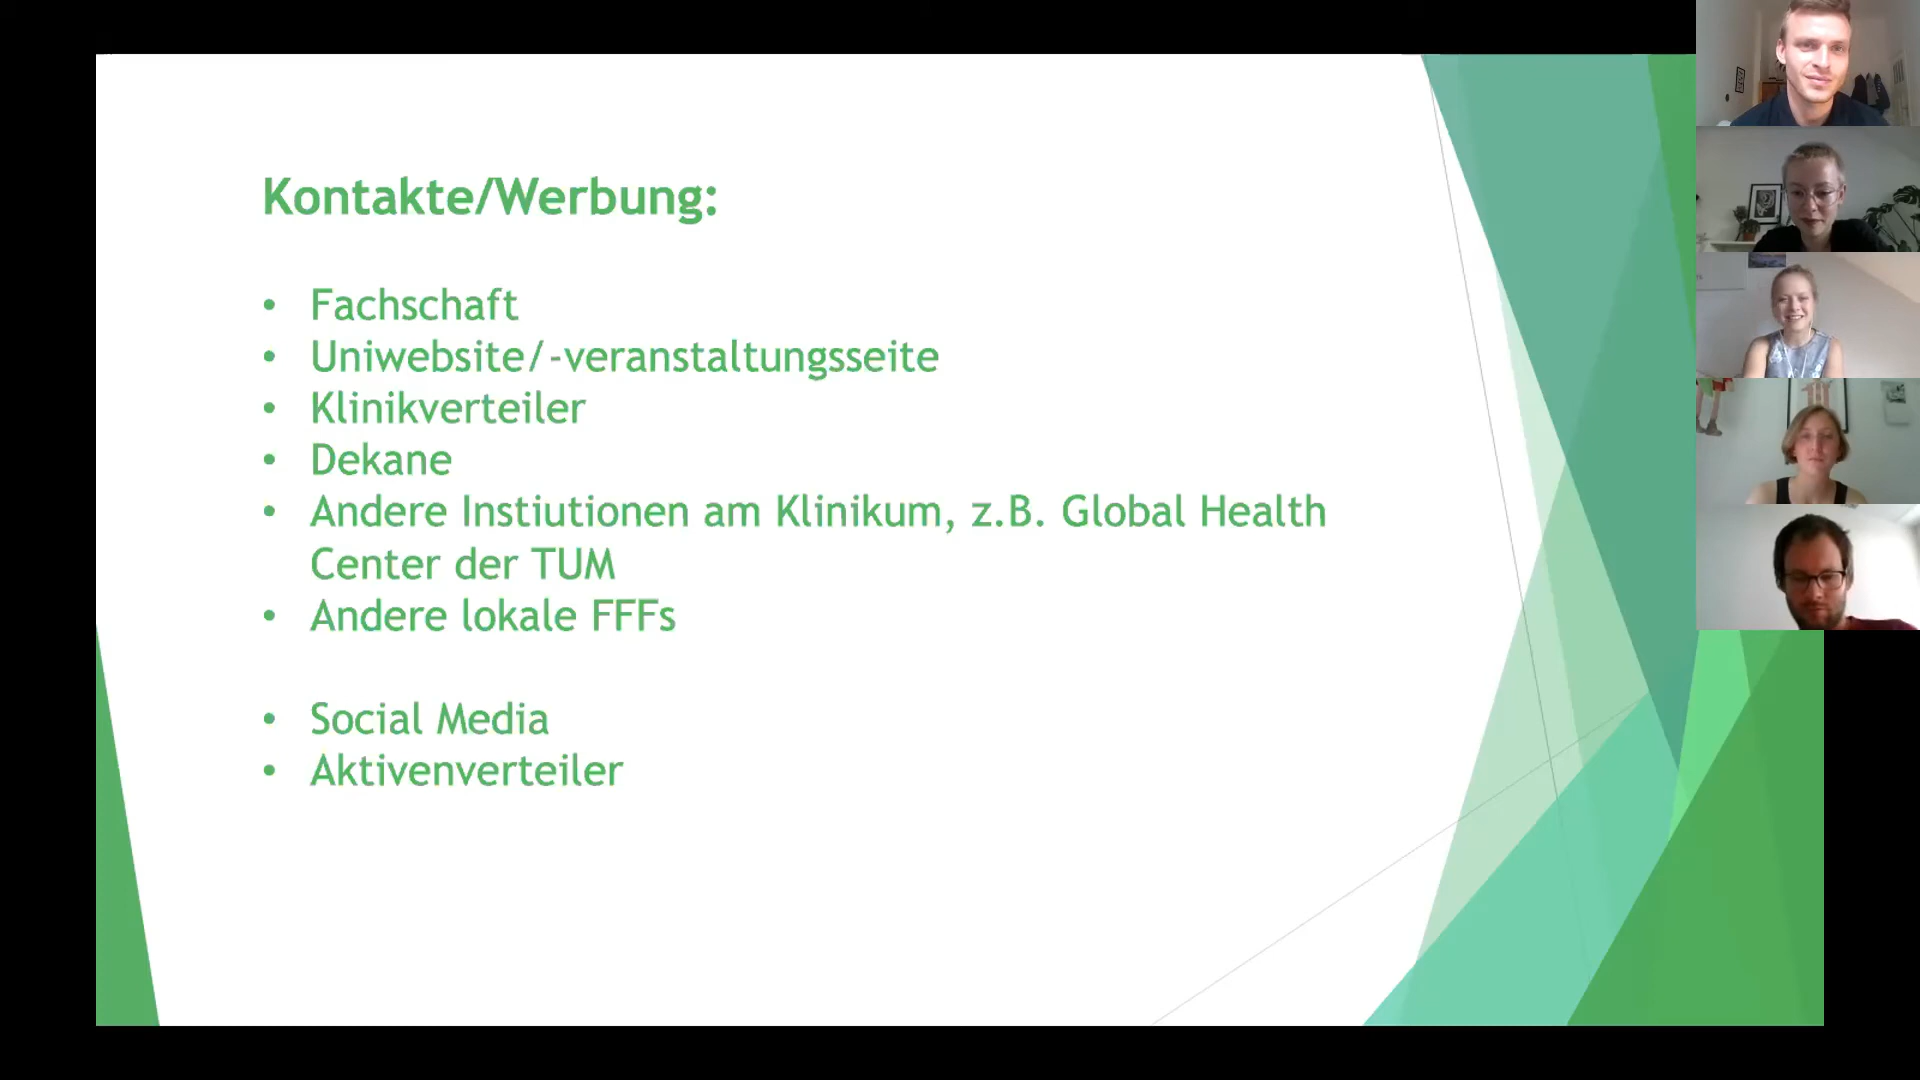 Kontakte/Werbung:
• Fachschaft
• Uniwebsite/-veranstaltungsseite
• Klinikverteiler
• Dekane
• Andere Instiutionen am Klinikum, z.B. Global Health
Center der TUM
• Andere lokale FFFs
• Social Media
• Aktivenverteiler